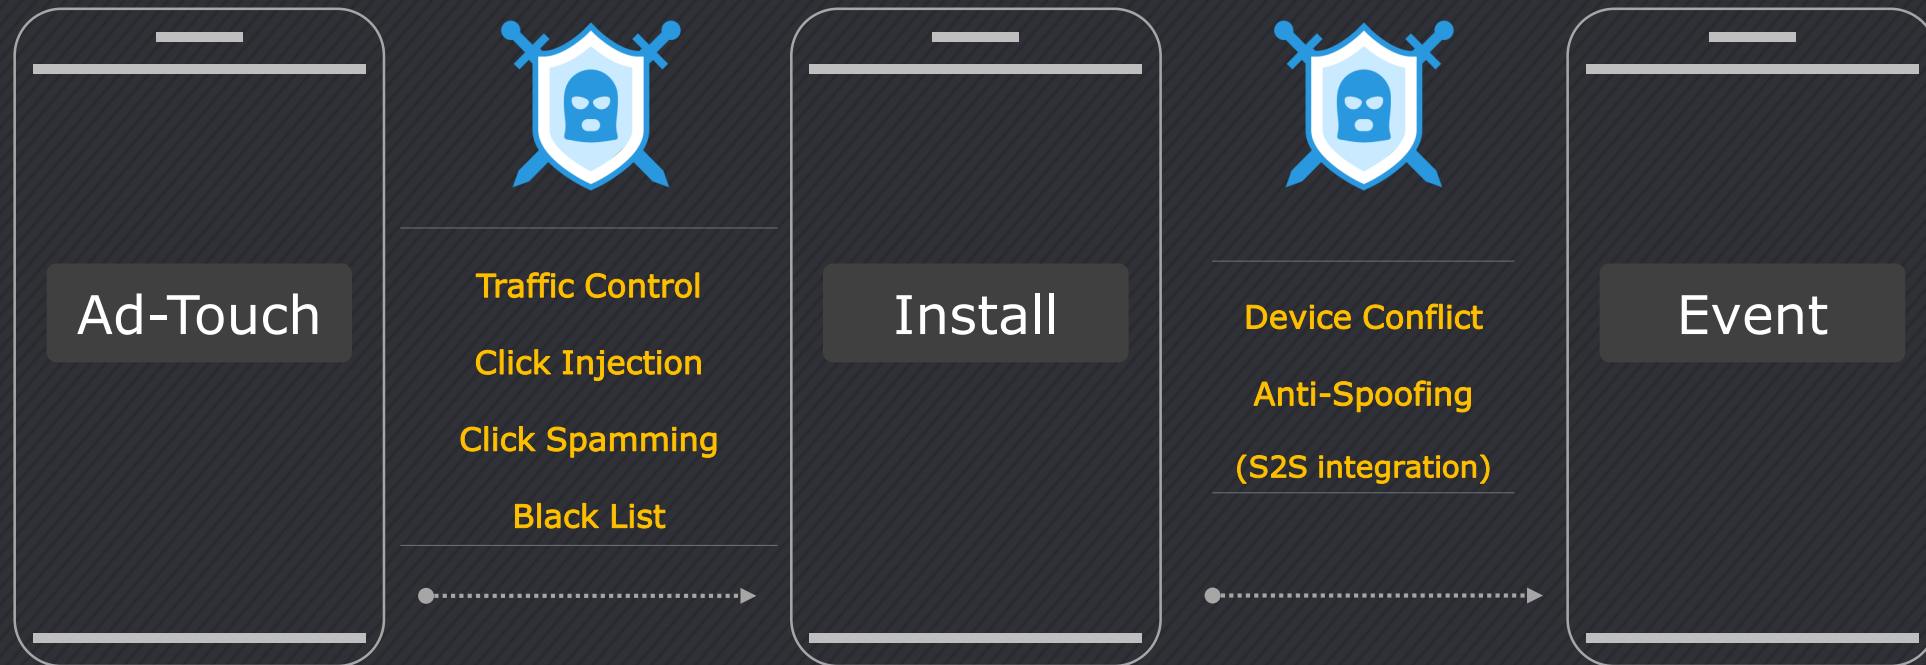 Ad-Touch
Traffic Control
Click Injection
Click Spamming
Black List
Install
Device Conflict
Anti-Spoofing
(S2S integration)
Event